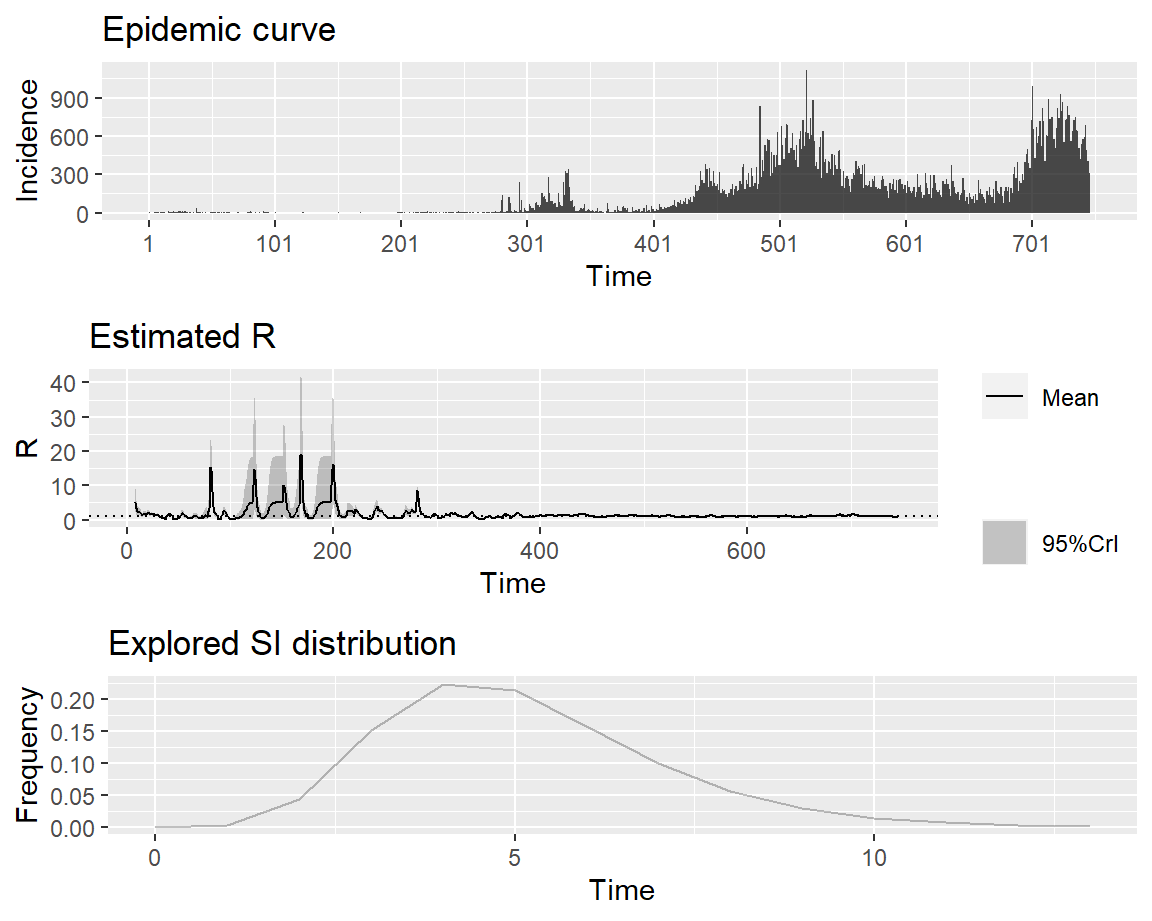 Epidemic curve
Incidence
900
600
300
0
1 101 201 301 401 501 601 701
Time
Estimated R
R
40
30
20
10
0
0 200 400 600
Time
Mean
95%CrI
Explored SI distribution
Frequency
0.20
0.15
0.10
0.05
0.00
0 5 10
Time